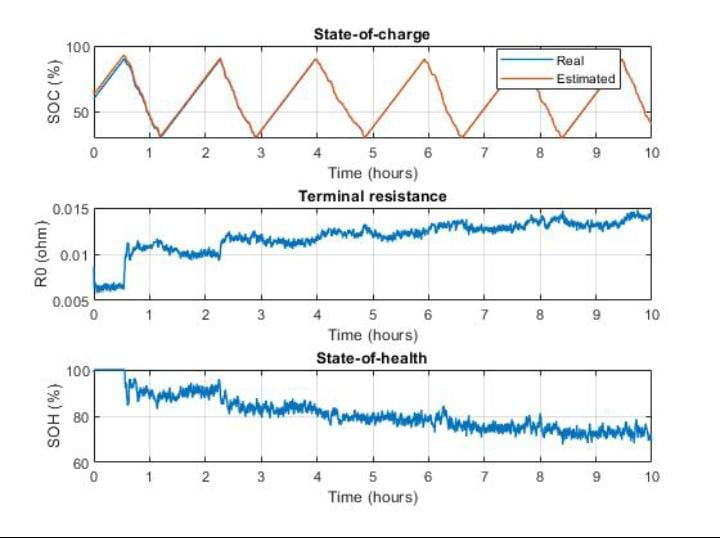 State-of-charge
100
50
SOC (%)
Real
Estimated
0 1 2 3 4 5 6 7 8 9 10
Time (hours)
Terminal resistance
0.015
0.01
0.005
R0 (ohm)
0 1 2 3 4 5 6 7 8 9 10
Time (hours)
State-of-health
100
80
60
SOH (%)
0 1 2 3 4 5 6 7 8 9 10
Time (hours)